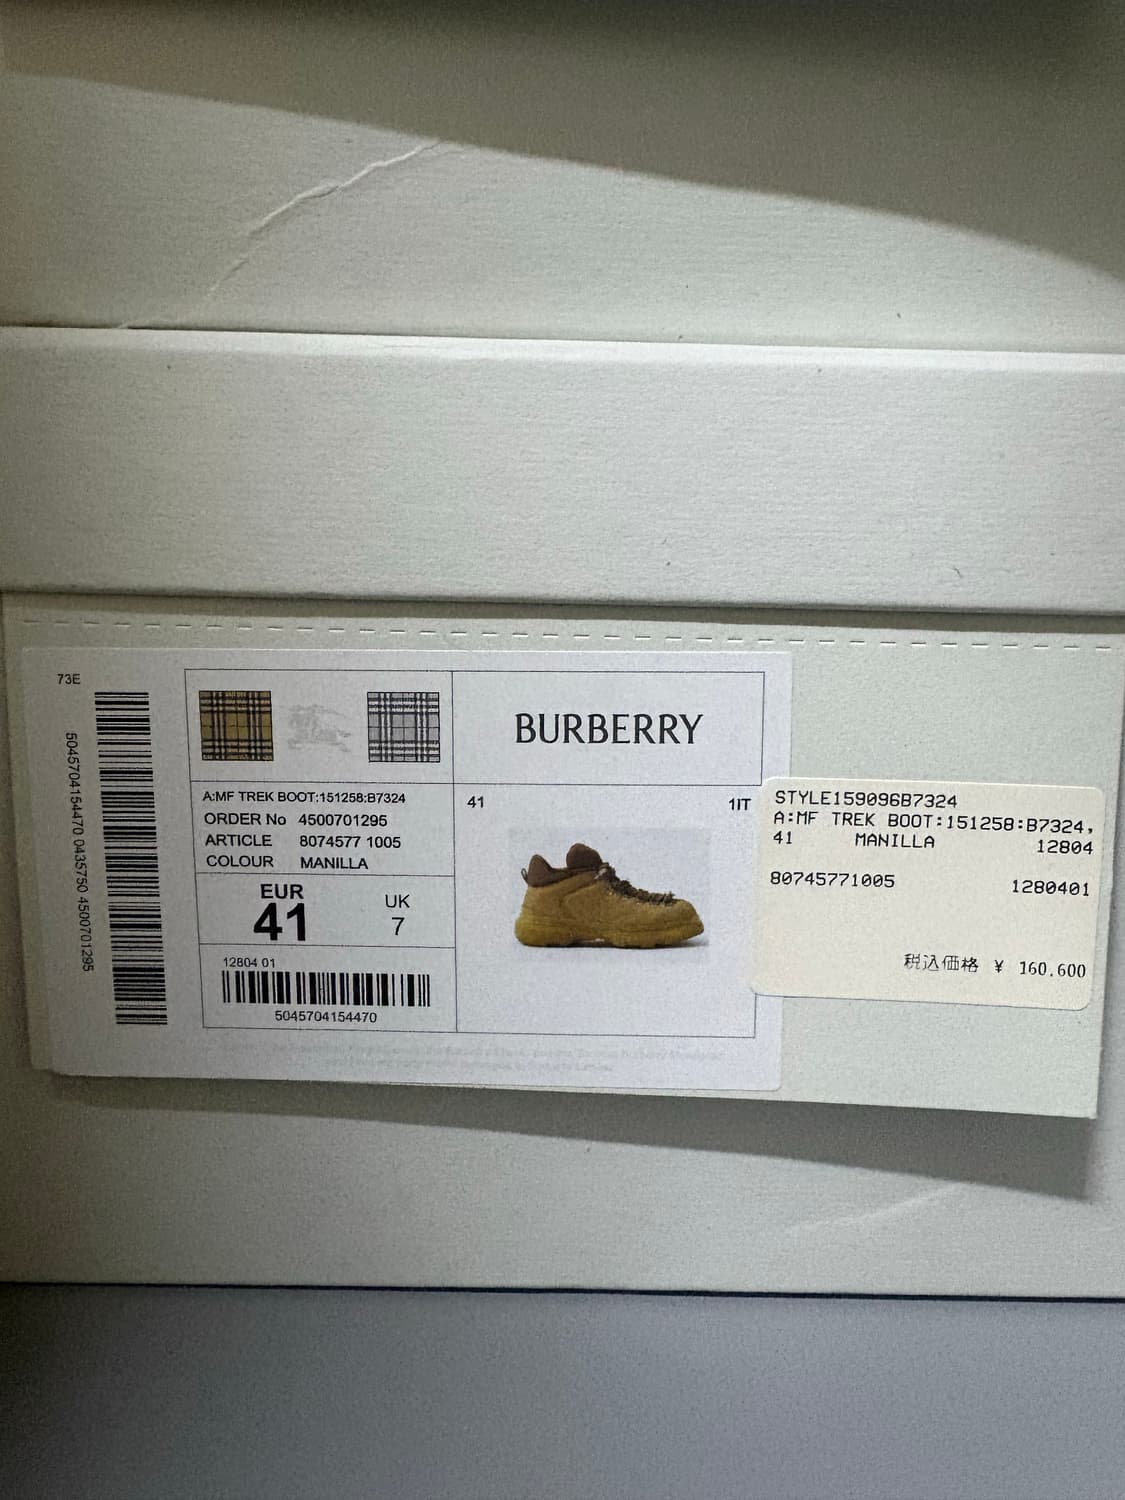 73E
5045704154470 0435750 4500701295
BURBERRY
A:MF TREK BOOT:151258:B7324
ORDER No 4500701295
ARTICLE 8074577 1005
COLOUR MANILLA
EUR
41
UK
7
12804 01
5045704154470
41
1IT
STYLE159096B7324
A:MF TREK BOOT:151258:B7324,
41 MANILLA 12804
80745771005 1280401
税込価格 ¥ 160,600